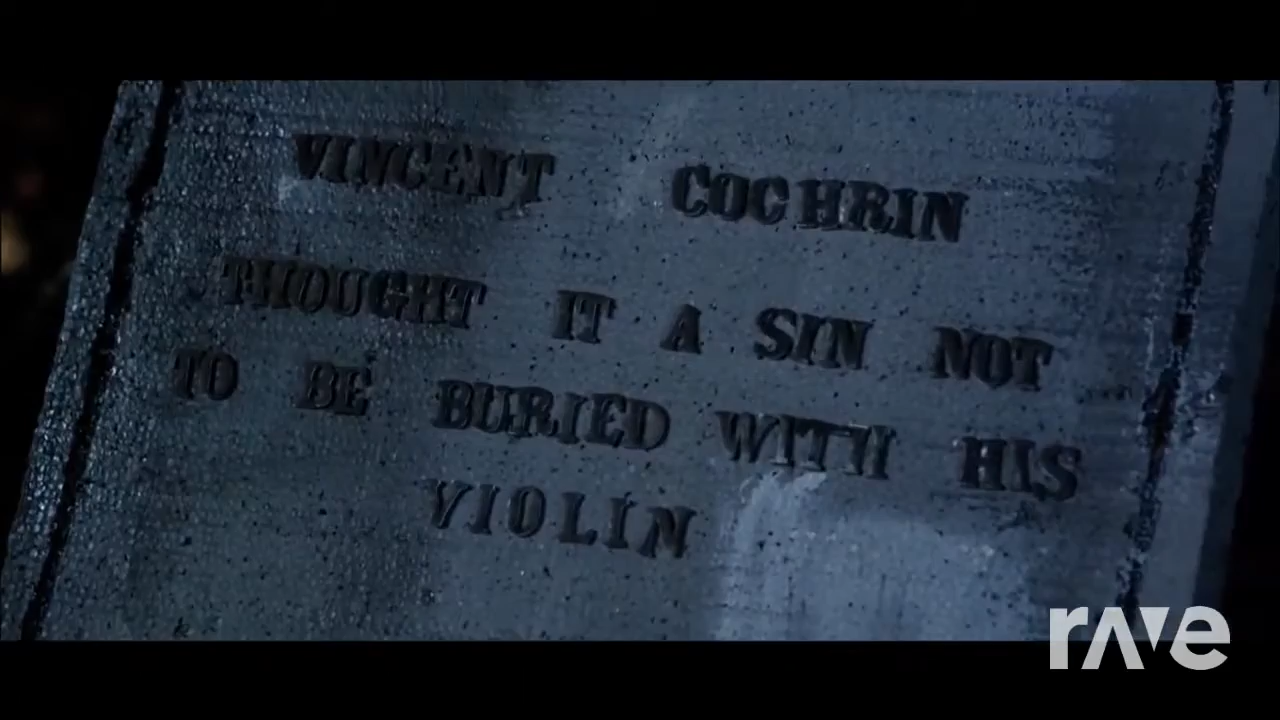 VINCENT COCHRIN
THOUGHT IT A SIN NOT
TO BE BURIED WITH HIS
VIOLIN
rave